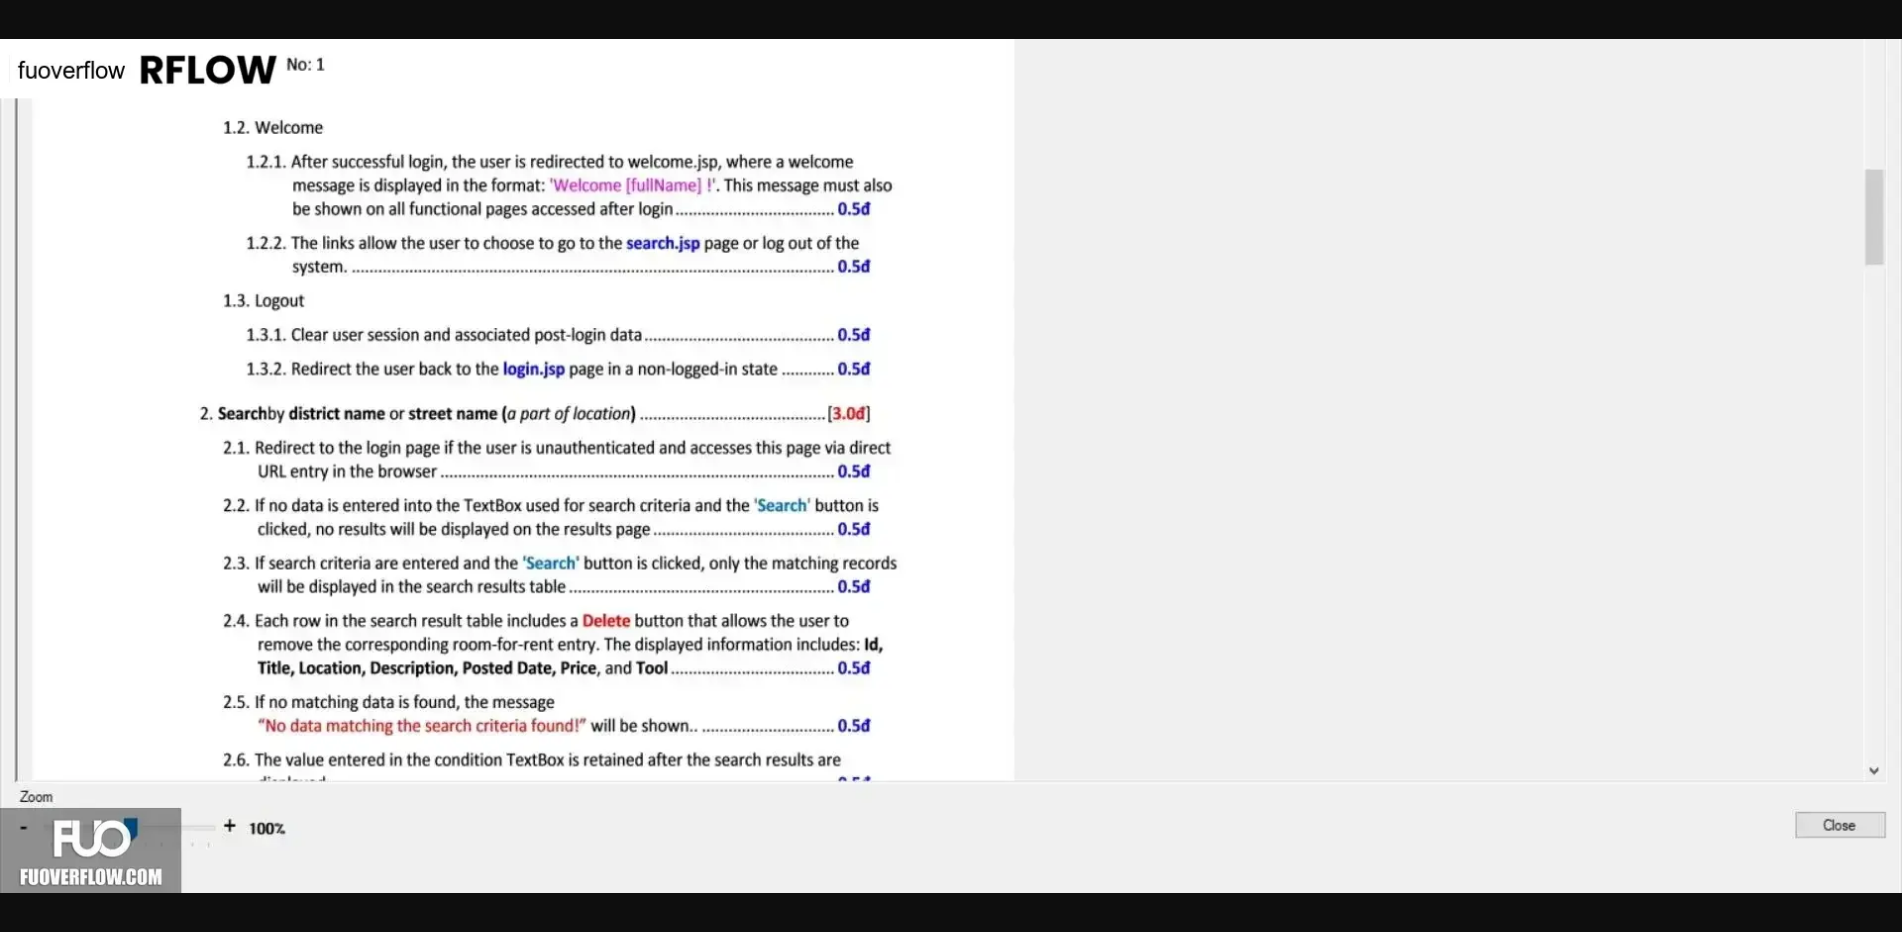 fuoverflow RFLOW No: 1
1.2. Welcome
1.2.1. After successful login, the user is redirected to welcome.jsp, where a welcome
message is displayed in the format: 'Welcome [fullName] !'. This message must also
be shown on all functional pages accessed after login.................................. 0.5đ
1.2.2. The links allow the user to choose to go to the search.jsp page or log out of the
system. ....................................................................................................... 0.5đ
1.3. Logout
1.3.1. Clear user session and associated post-login data........................................ 0.5đ
1.3.2. Redirect the user back to the login.jsp page in a non-logged-in state ........... 0.5đ
2. Searchby district name or street name (a part of location) ........................................[3.0đ]
2.1. Redirect to the login page if the user is unauthenticated and accesses this page via direct
URL entry in the browser .................................................................................... 0.5đ
2.2. If no data is entered into the TextBox used for search criteria and the 'Search' button is
clicked, no results will be displayed on the results page ...................................... 0.5đ
2.3. If search criteria are entered and the 'Search' button is clicked, only the matching records
will be displayed in the search results table ......................................................... 0.5đ
2.4. Each row in the search result table includes a Delete button that allows the user to
remove the corresponding room-for-rent entry. The displayed information includes: Id,
Title, Location, Description, Posted Date, Price, and Tool ................................... 0.5đ
2.5. If no matching data is found, the message
“No data matching the search criteria found!” will be shown.. ............................ 0.5đ
2.6. The value entered in the condition TextBox is retained after the search results are
Zoom
- + 100%
Close
FUO
FUOVERFLOW.COM